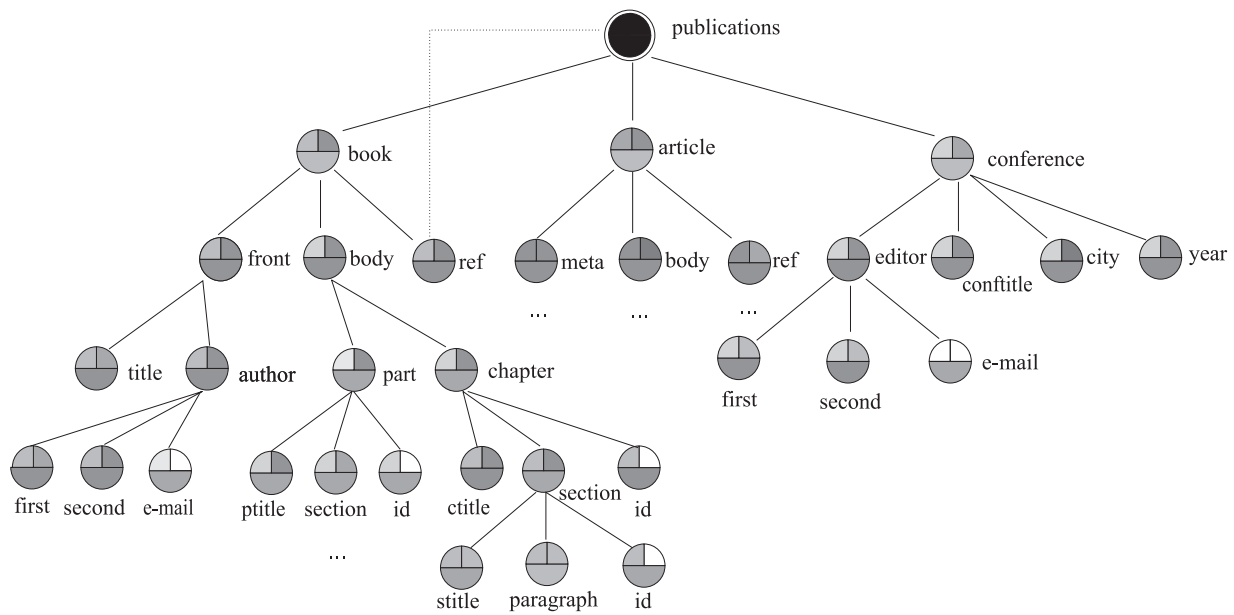 publications
book
article
conference
front
body
ref
meta
body
ref
editor
conftitle
city
year
...
...
...
title
author
part
chapter
first
second
e-mail
first
second
e-mail
ptitle
section
id
ctitle
section
id
...
stitle
paragraph
id